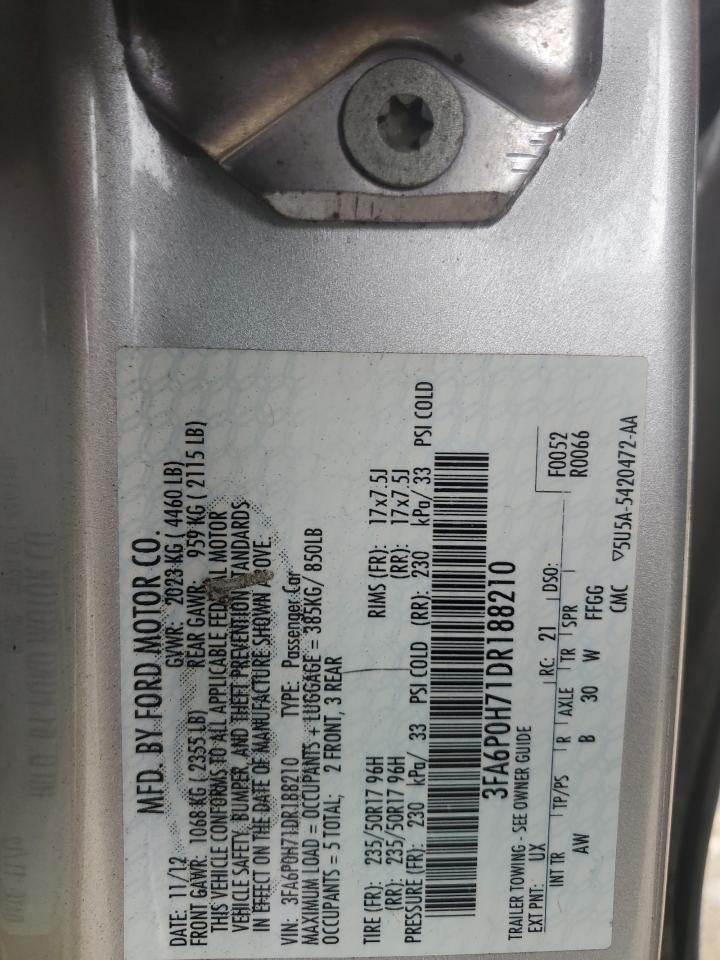 MFD. BY FORD MOTOR CO.
DATE: 11/12 GVWR: 2023 KG ( 4460 LB)
FRONT GAWR: 1068 KG ( 2355 LB) REAR GAWR: 959 KG ( 2115 LB)
THIS VEHICLE CONFORMS TO ALL APPLICABLE FEDERAL MOTOR
VEHICLE SAFETY, BUMPER, AND THEFT PREVENTION STANDARDS
IN EFFECT ON THE DATE OF MANUFACTURE SHOWN ABOVE.
VIN: 3FA6P0H71DR188210 TYPE: Passenger Car
MAXIMUM LOAD = OCCUPANTS + LUGGAGE = 385KG/ 850LB
OCCUPANTS = 5 TOTAL; 2 FRONT, 3 REAR
TIRE (FR): 235/50R17 96H RIMS (FR): 17x7.5J
(RR): 235/50R17 96H (RR): 17x7.5J
PRESSURE (FR): 230 kPa/ 33 PSI COLD (RR): 230 kPa/ 33 PSI COLD
3FA6P0H71DR188210
TRAILER TOWING - SEE OWNER GUIDE
F0052
R0066
EXT PNT: UX RC: 21 DSO:
INT TR TP/PS R AXLE TR SPR
AW B 30 W FFGG
CMC ▽5U5A-5420472-AA